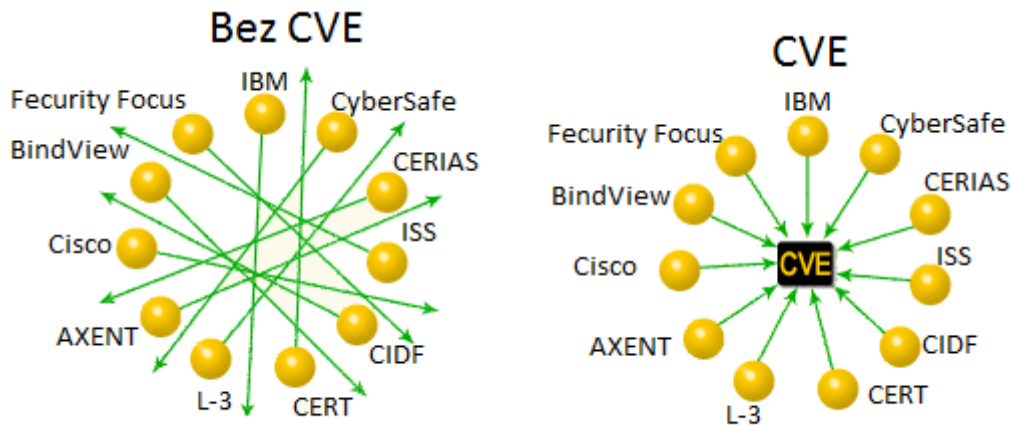 Bez CVE
IBM
Fecurity Focus
CyberSafe
BindView
CERIAS
Cisco
ISS
AXENT
CIDF
L-3
CERT
CVE
IBM
Fecurity Focus
CyberSafe
BindView
CERIAS
Cisco
CVE
ISS
AXENT
CIDF
L-3
CERT